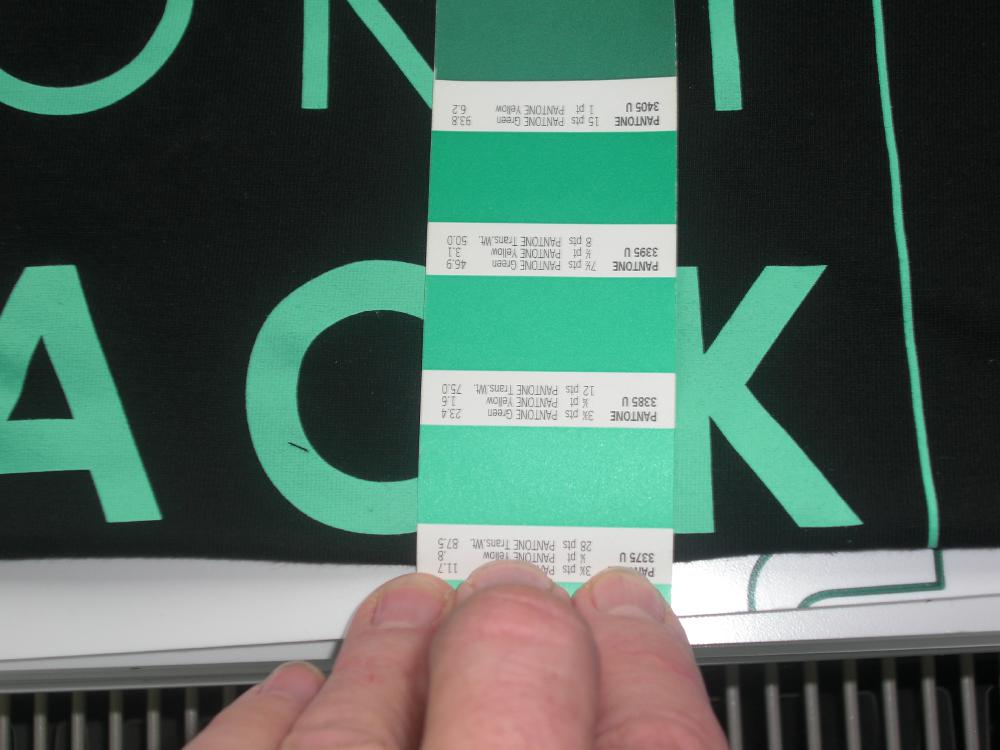 ACK
3¾ pts 11.7
3375 U ¼ pt PANTONE Yellow .8
28 pts PANTONE Trans.Wt. 87.5
PANTONE 3¾ pts PANTONE Green 23.4
3385 U ¼ pt PANTONE Yellow 1.6
12 pts PANTONE Trans.Wt. 75.0
PANTONE 7½ pts PANTONE Green 46.9
3395 U ½ pt PANTONE Yellow 3.1
8 pts PANTONE Trans.Wt. 50.0
PANTONE 15 pts PANTONE Green 93.8
3405 U 1 pt PANTONE Yellow 6.2